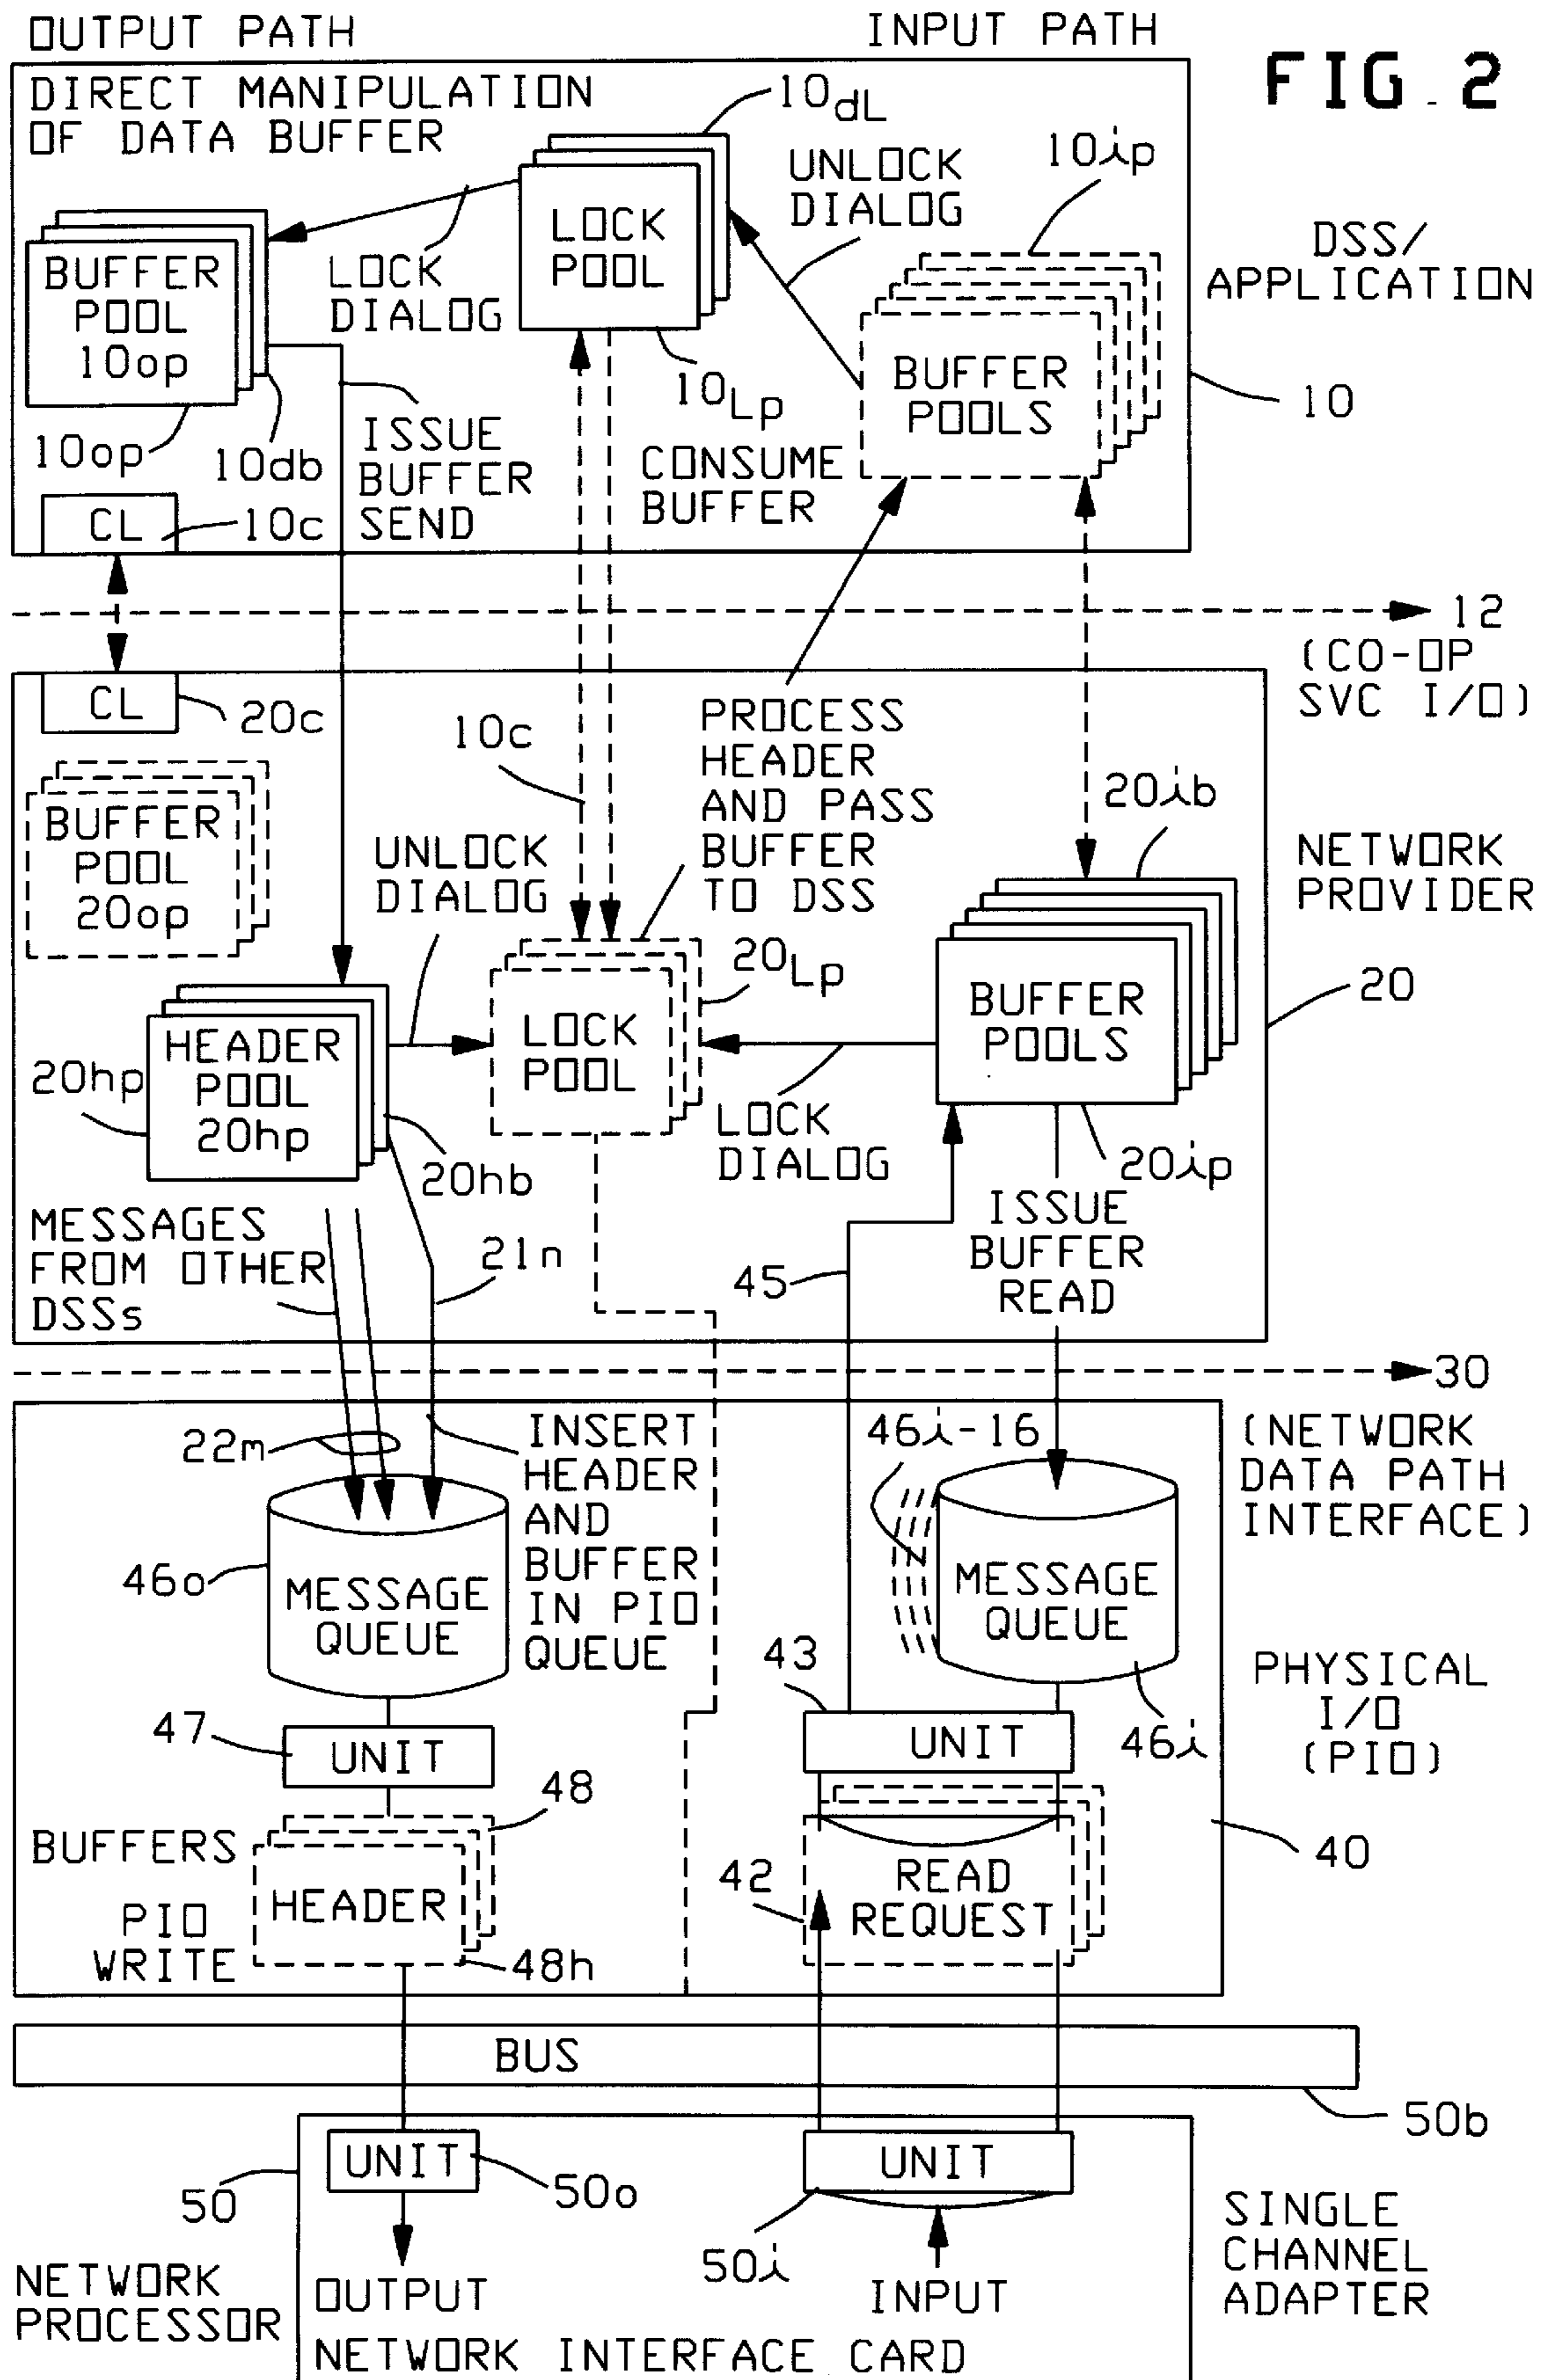 OUTPUT PATH
INPUT PATH
FIG. 2
DIRECT MANIPULATION
OF DATA BUFFER
10dL
10ip
UNLOCK
DIALOG
LOCK
POOL
DSS/
APPLICATION
BUFFER
POOL
10op
LOCK
DIALOG
BUFFER
POOLS
10Lp
10
10op
10db
ISSUE
BUFFER
SEND
CONSUME
BUFFER
CL
10c
12
(CO-OP
SVC I/O)
CL
20c
10c
PROCESS
HEADER
AND PASS
BUFFER
TO DSS
20ib
BUFFER
POOL
20op
UNLOCK
DIALOG
NETWORK
PROVIDER
20Lp
20
LOCK
POOL
BUFFER
POOLS
HEADER
POOL
20hp
20hp
LOCK
DIALOG
20hb
20ip
ISSUE
BUFFER
READ
MESSAGES
FROM OTHER
DSSs
21n
45
30
22m
INSERT
HEADER
AND
BUFFER
IN PIO
QUEUE
46i-16
(NETWORK
DATA PATH
INTERFACE)
46o
MESSAGE
QUEUE
MESSAGE
QUEUE
43
PHYSICAL
I/O
(PIO)
47
UNIT
UNIT
46i
48
BUFFERS
40
42
READ
REQUEST
HEADER
PIO
WRITE
48h
BUS
50b
UNIT
50o
UNIT
50
50i
SINGLE
CHANNEL
ADAPTER
NETWORK
PROCESSOR
OUTPUT
INPUT
NETWORK INTERFACE CARD